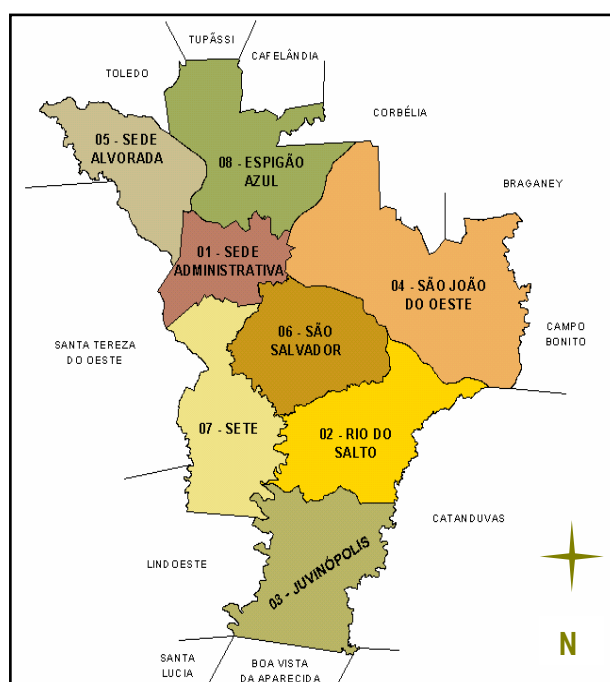 TUPÃSSI
CAFELÂNDIA
TOLEDO
CORBÉLIA
05 - SEDE
ALVORADA
08 - ESPIGÃO
AZUL
BRAGANEY
01 - SEDE
ADMINISTRATIVA
04 - SÃO JOÃO
DO OESTE
CAMPO
BONITO
06 - SÃO
SALVADOR
SANTA TEREZA
DO OESTE
07 - SETE
02 - RIO DO
SALTO
CATANDUVAS
03 - JUVINÓPOLIS
LINDOESTE
N
SANTA
LUCIA
BOA VISTA
DA APARECIDA